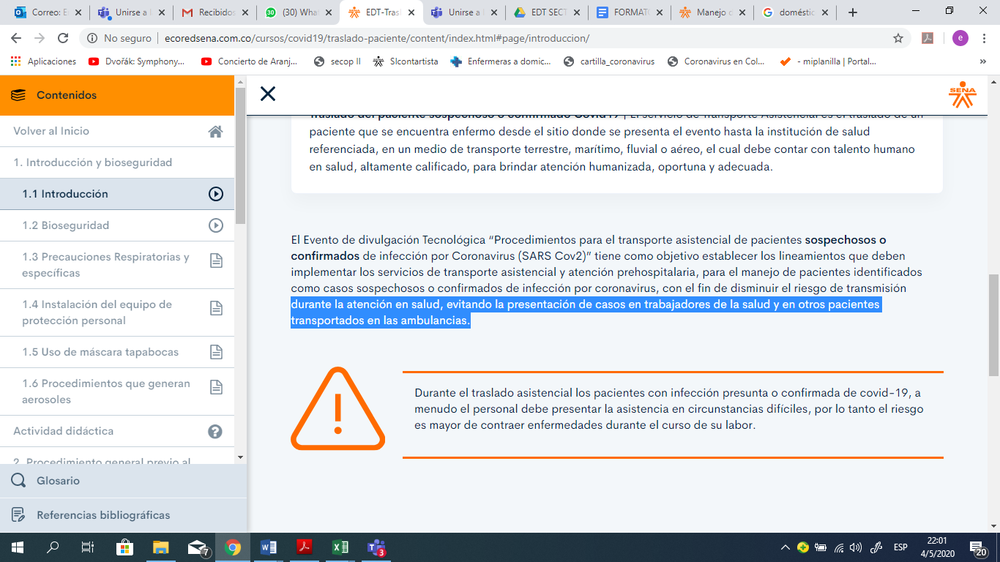 Correo: E
Unirse a l
Recibidos
(30) What
EDT-Trasl
Unirse a l
EDT SECT
FORMATO
Manejo d
doméstic
No seguro | ecoredsena.com.co/cursos/covid19/traslado-paciente/content/index.html#page/introduccion/
e
Aplicaciones
Dvořák: Symphony...
Concierto de Aranj...
secop II
SIcontartista
Enfermeras a domic...
cartilla_coronavirus
Coronavirus en Col...
- miplanilla | Portal...
»
Contenidos
SENA
Volver al Inicio
1. Introducción y bioseguridad
1.1 Introducción
1.2 Bioseguridad
1.3 Precauciones Respiratorias y
específicas
1.4 Instalación del equipo de
protección personal
1.5 Uso de máscara tapabocas
1.6 Procedimientos que generan
aerosoles
Actividad didáctica
2. Procedimiento general previo al
Glosario
Referencias bibliográficas
Traslado del paciente sospechoso o confirmado Covid19 | El servicio de Transporte Asistencial es el traslado de un
paciente que se encuentra enfermo desde el sitio donde se presenta el evento hasta la institución de salud
referenciada, en un medio de transporte terrestre, marítimo, fluvial o aéreo, el cual debe contar con talento humano
en salud, altamente calificado, para brindar atención humanizada, oportuna y adecuada.
El Evento de divulgación Tecnológica “Procedimientos para el transporte asistencial de pacientes sospechosos o
confirmados de infección por Coronavirus (SARS Cov2)” tiene como objetivo establecer los lineamientos que deben
implementar los servicios de transporte asistencial y atención prehospitalaria, para el manejo de pacientes identificados
como casos sospechosos o confirmados de infección por coronavirus, con el fin de disminuir el riesgo de transmisión
durante la atención en salud, evitando la presentación de casos en trabajadores de la salud y en otros pacientes
transportados en las ambulancias.
Durante el traslado asistencial los pacientes con infección presunta o confirmada de covid-19, a
menudo el personal debe presentar la asistencia en circunstancias difíciles, por lo tanto el riesgo
es mayor de contraer enfermedades durante el curso de su labor.
7
3
ESP
22:01
4/5/2020
20